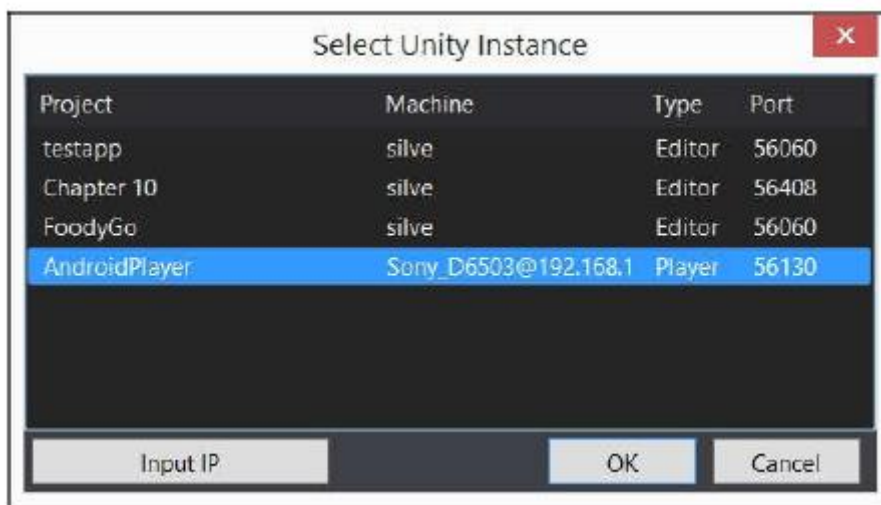 Select Unity Instance
Project Machine Type Port
testapp silve Editor 56060
Chapter 10 silve Editor 56408
FoodyGo silve Editor 56060
AndroidPlayer Sony_D6503@192.168.1 Player 56130
Input IP OK Cancel